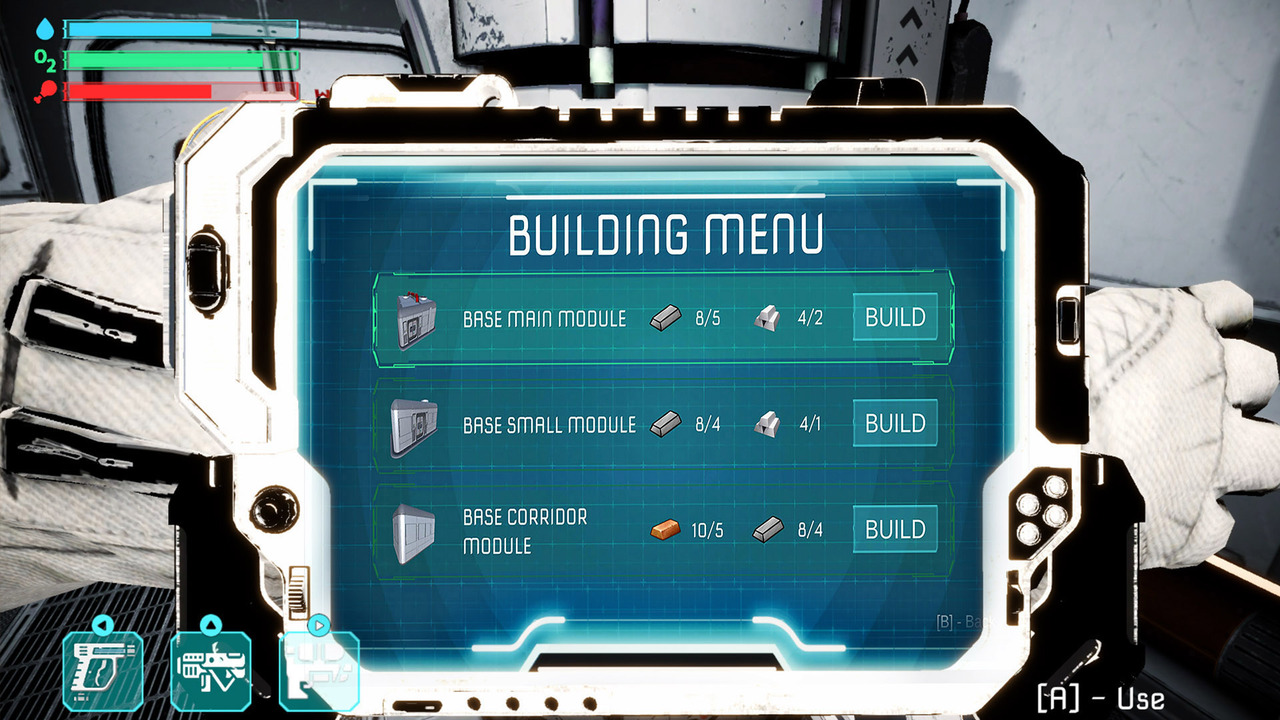 O2
BUILDING MENU
BASE MAIN MODULE 8/5 4/2 BUILD
BASE SMALL MODULE 8/4 4/1 BUILD
BASE CORRIDOR
MODULE 10/5 8/4 BUILD
[B] - Ba
[A] - Use